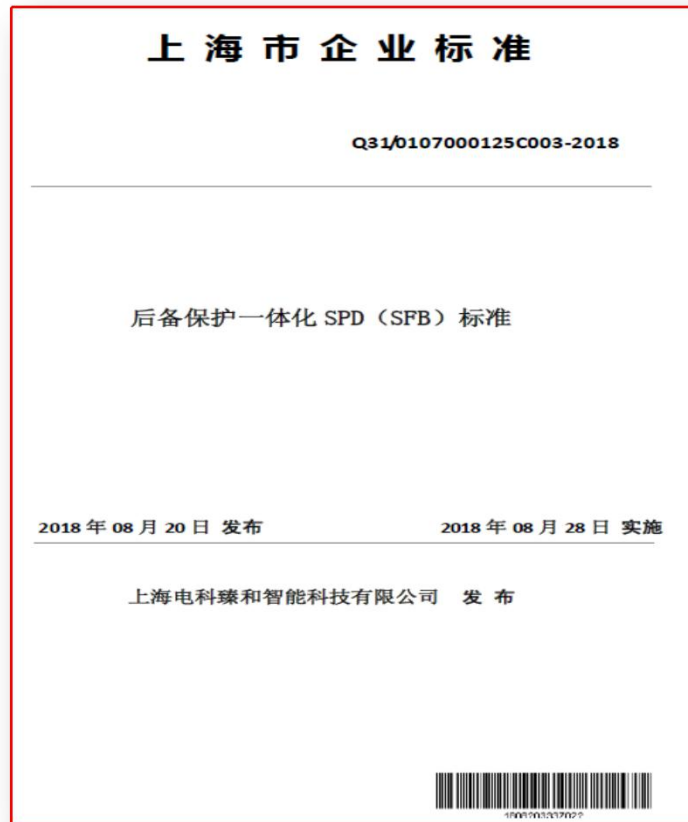 上海市企业标准
Q31/0107000125C003-2018
后备保护一体化 SPD（SFB）标准
2018 年 08 月 20 日 发布
2018 年 08 月 28 日 实施
上海电科臻和智能科技有限公司 发 布